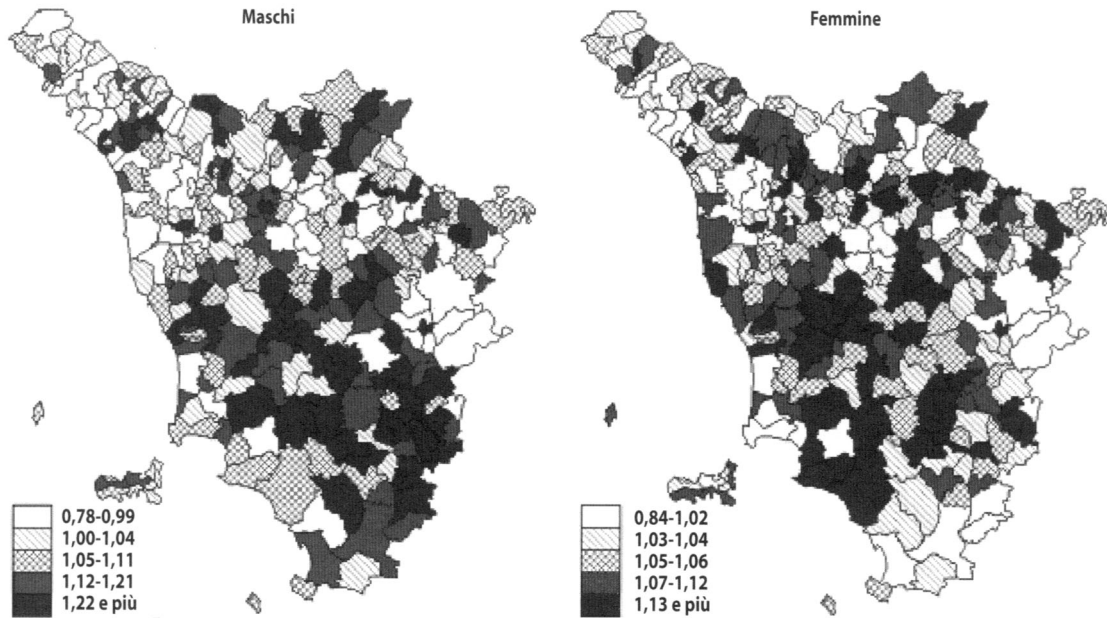 Maschi
0,78-0,99
1,00-1,04
1,05-1,11
1,12-1,21
1,22 e più
Femmine
0,84-1,02
1,03-1,04
1,05-1,06
1,07-1,12
1,13 e più